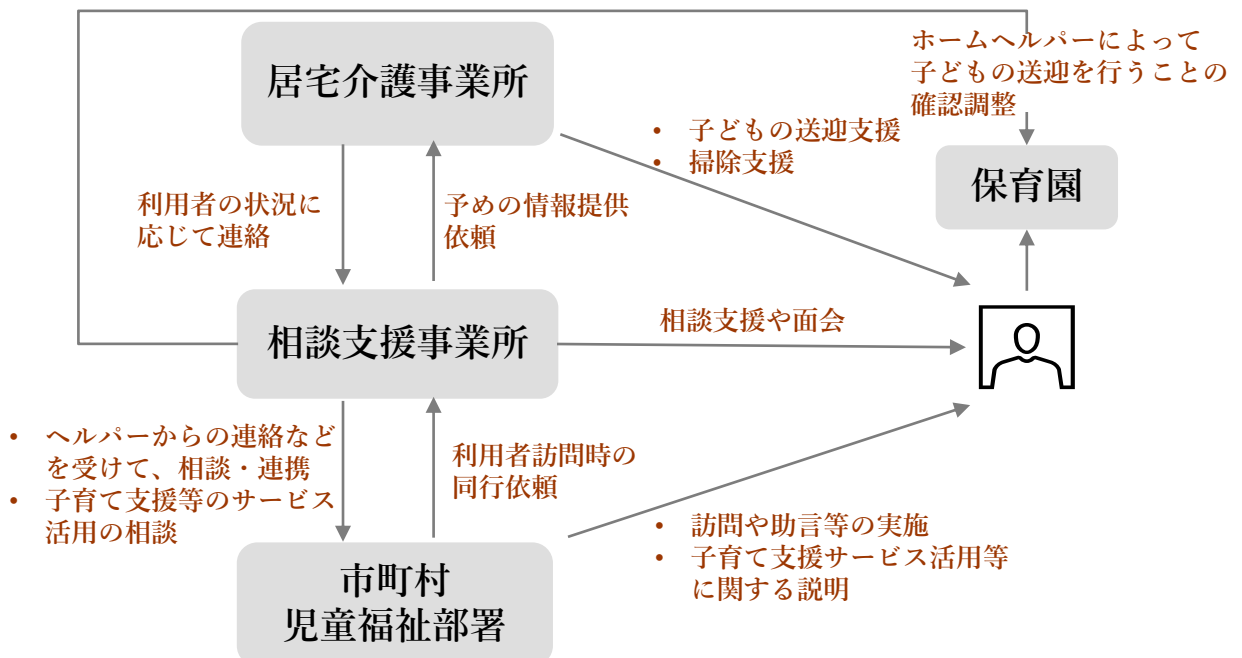 居宅介護事業所
ホームヘルパーによって
子どもの送迎を行うことの
確認調整
• 子どもの送迎支援
• 掃除支援
保育園
利用者の状況に
応じて連絡
予めの情報提供
依頼
相談支援事業所
相談支援や面会
• ヘルパーからの連絡など
を受けて、相談・連携
• 子育て支援等のサービス
活用の相談
利用者訪問時の
同行依頼
• 訪問や助言等の実施
• 子育て支援サービス活用等
に関する説明
市町村
児童福祉部署